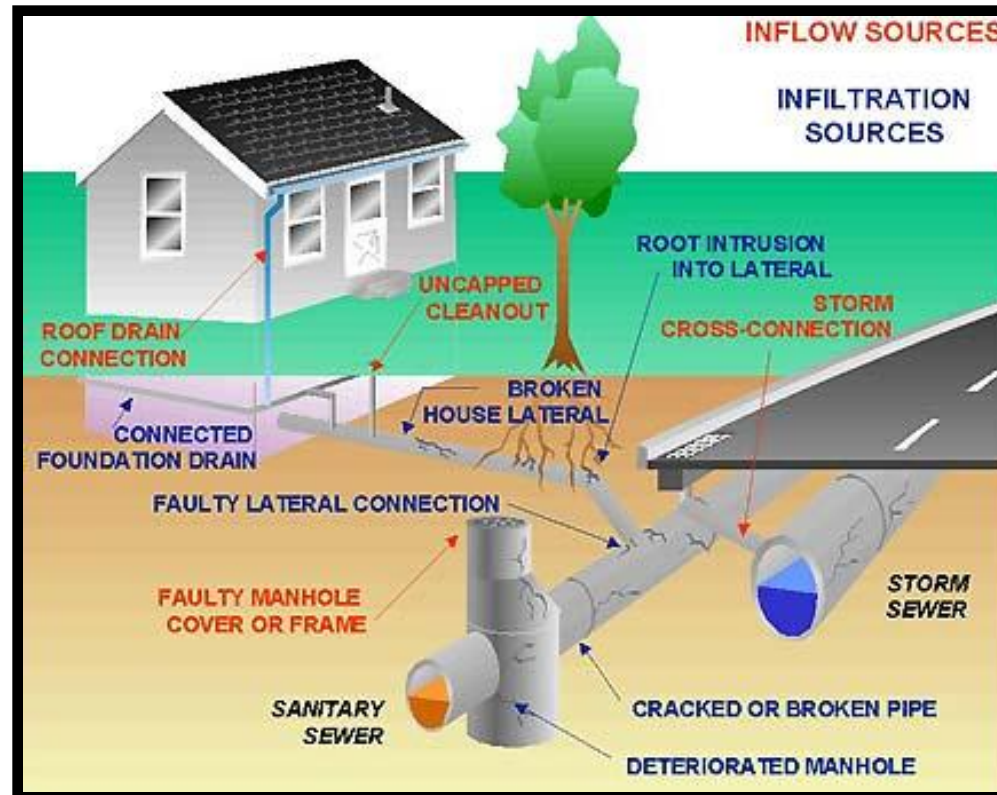 INFLOW SOURCES
INFILTRATION
SOURCES
ROOT INTRUSION
INTO LATERAL
UNCAPPED
CLEANOUT
STORM
CROSS-CONNECTION
ROOF DRAIN
CONNECTION
BROKEN
HOUSE LATERAL
CONNECTED
FOUNDATION DRAIN
FAULTY LATERAL CONNECTION
FAULTY MANHOLE
COVER OR FRAME
STORM
SEWER
SANITARY
SEWER
CRACKED OR BROKEN PIPE
DETERIORATED MANHOLE